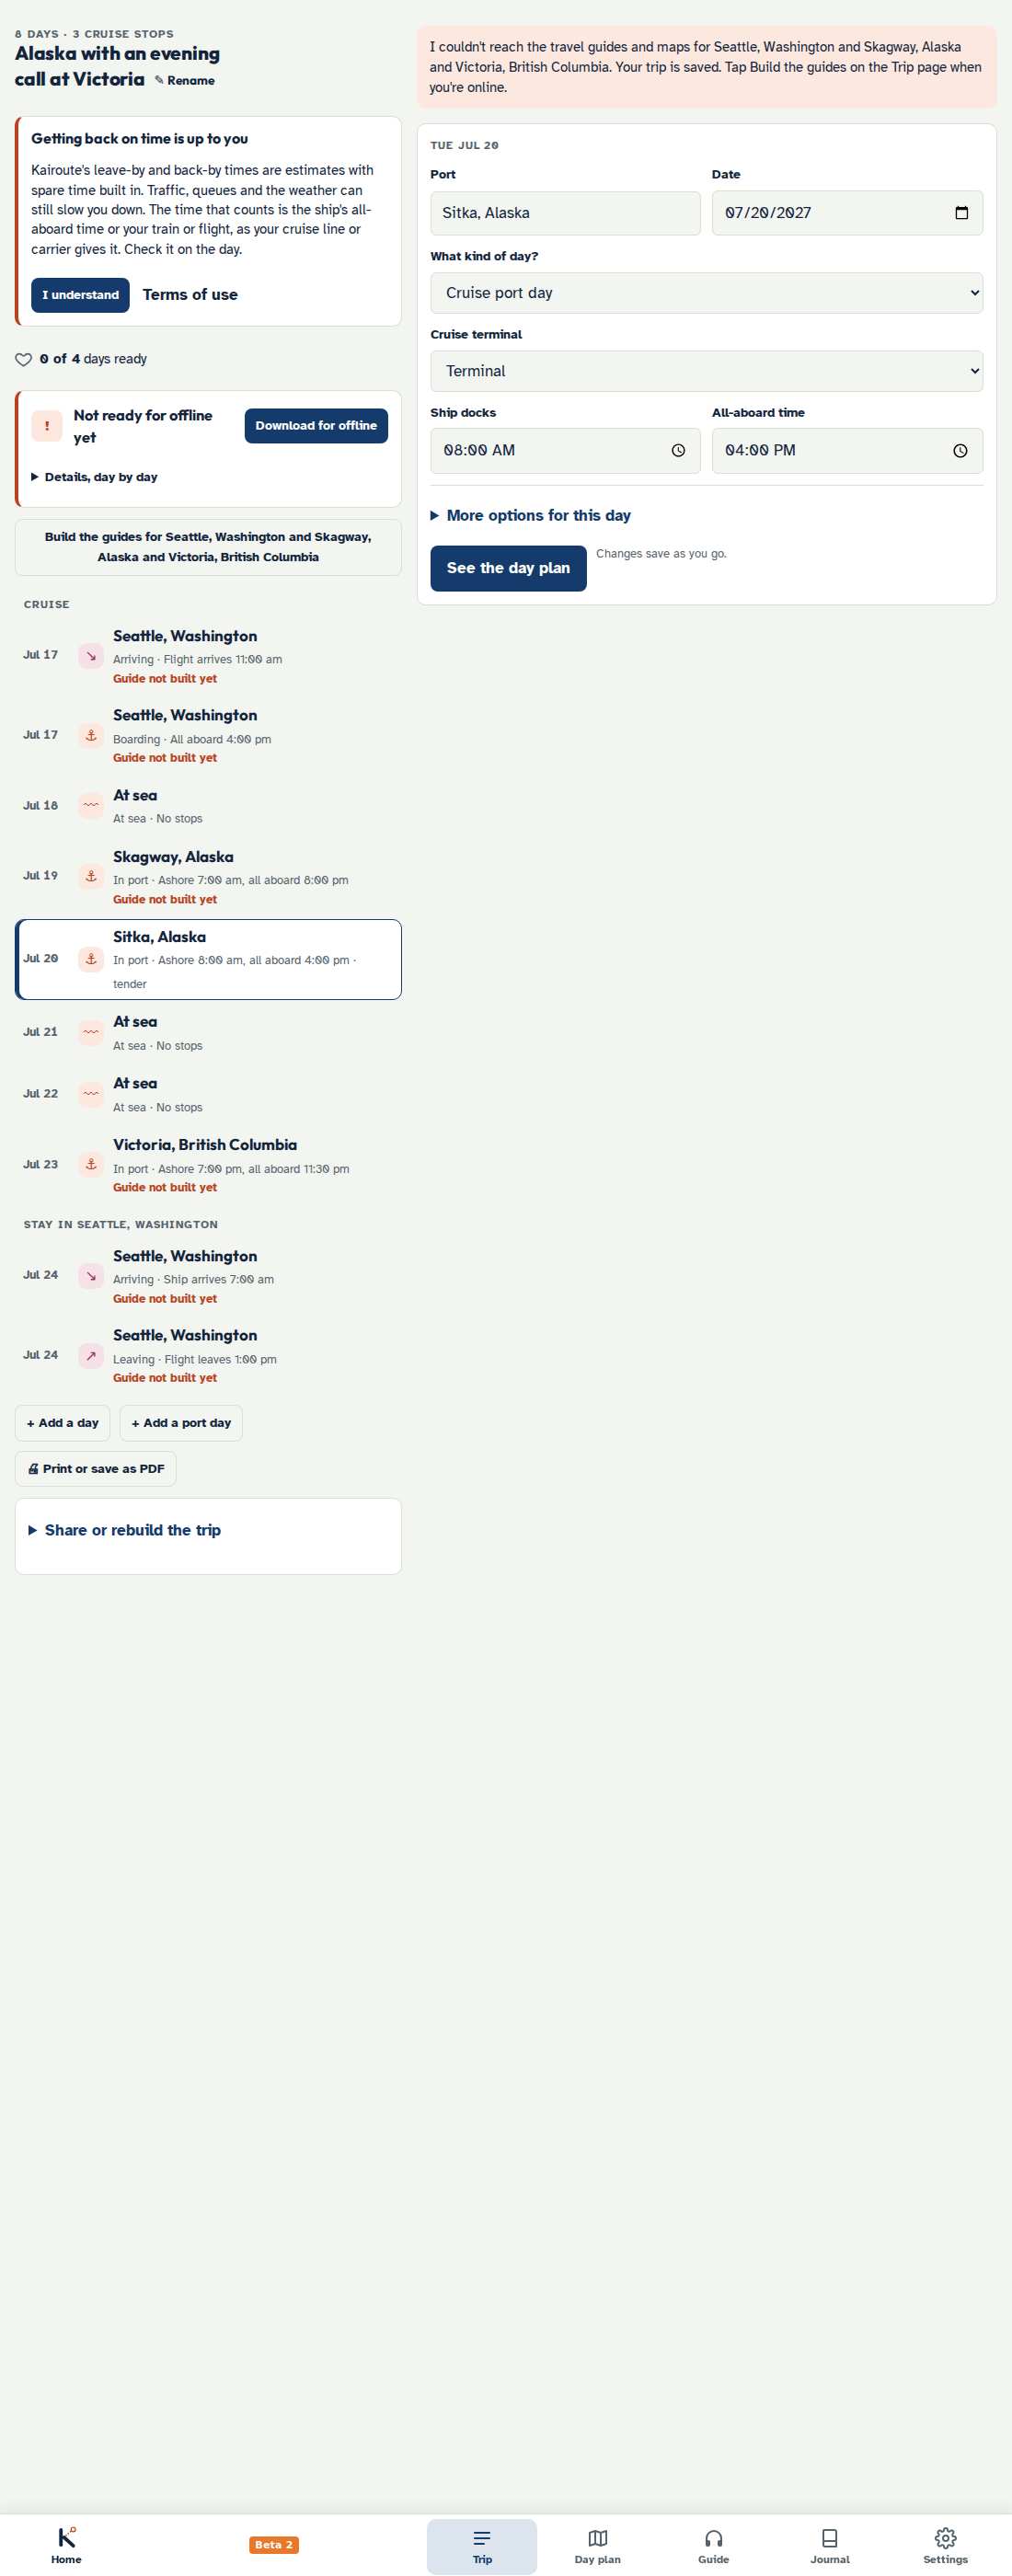 8 DAYS · 3 CRUISE STOPS
Alaska with an evening
call at Victoria ✎ Rename
Getting back on time is up to you
Kairoute's leave-by and back-by times are estimates with
spare time built in. Traffic, queues and the weather can
still slow you down. The time that counts is the ship's all-
aboard time or your train or flight, as your cruise line or
carrier gives it. Check it on the day.
I understand
Terms of use
0 of 4 days ready
!
Not ready for offline
yet
Download for offline
Details, day by day
Build the guides for Seattle, Washington and Skagway,
Alaska and Victoria, British Columbia
CRUISE
Jul 17
Seattle, Washington
Arriving · Flight arrives 11:00 am
Guide not built yet
Jul 17
Seattle, Washington
Boarding · All aboard 4:00 pm
Guide not built yet
Jul 18
At sea
At sea · No stops
Jul 19
Skagway, Alaska
In port · Ashore 7:00 am, all aboard 8:00 pm
Guide not built yet
Jul 20
Sitka, Alaska
In port · Ashore 8:00 am, all aboard 4:00 pm ·
tender
Jul 21
At sea
At sea · No stops
Jul 22
At sea
At sea · No stops
Jul 23
Victoria, British Columbia
In port · Ashore 7:00 pm, all aboard 11:30 pm
Guide not built yet
STAY IN SEATTLE, WASHINGTON
Jul 24
Seattle, Washington
Arriving · Ship arrives 7:00 am
Guide not built yet
Jul 24
Seattle, Washington
Leaving · Flight leaves 1:00 pm
Guide not built yet
+ Add a day
+ Add a port day
Print or save as PDF
Share or rebuild the trip
I couldn't reach the travel guides and maps for Seattle, Washington and Skagway, Alaska
and Victoria, British Columbia. Your trip is saved. Tap Build the guides on the Trip page when
you're online.
TUE JUL 20
Port
Date
Sitka, Alaska
07/20/2027
What kind of day?
Cruise port day
Cruise terminal
Terminal
Ship docks
All-aboard time
08:00 AM
04:00 PM
More options for this day
See the day plan
Changes save as you go.
Home
Beta 2
Trip
Day plan
Guide
Journal
Settings